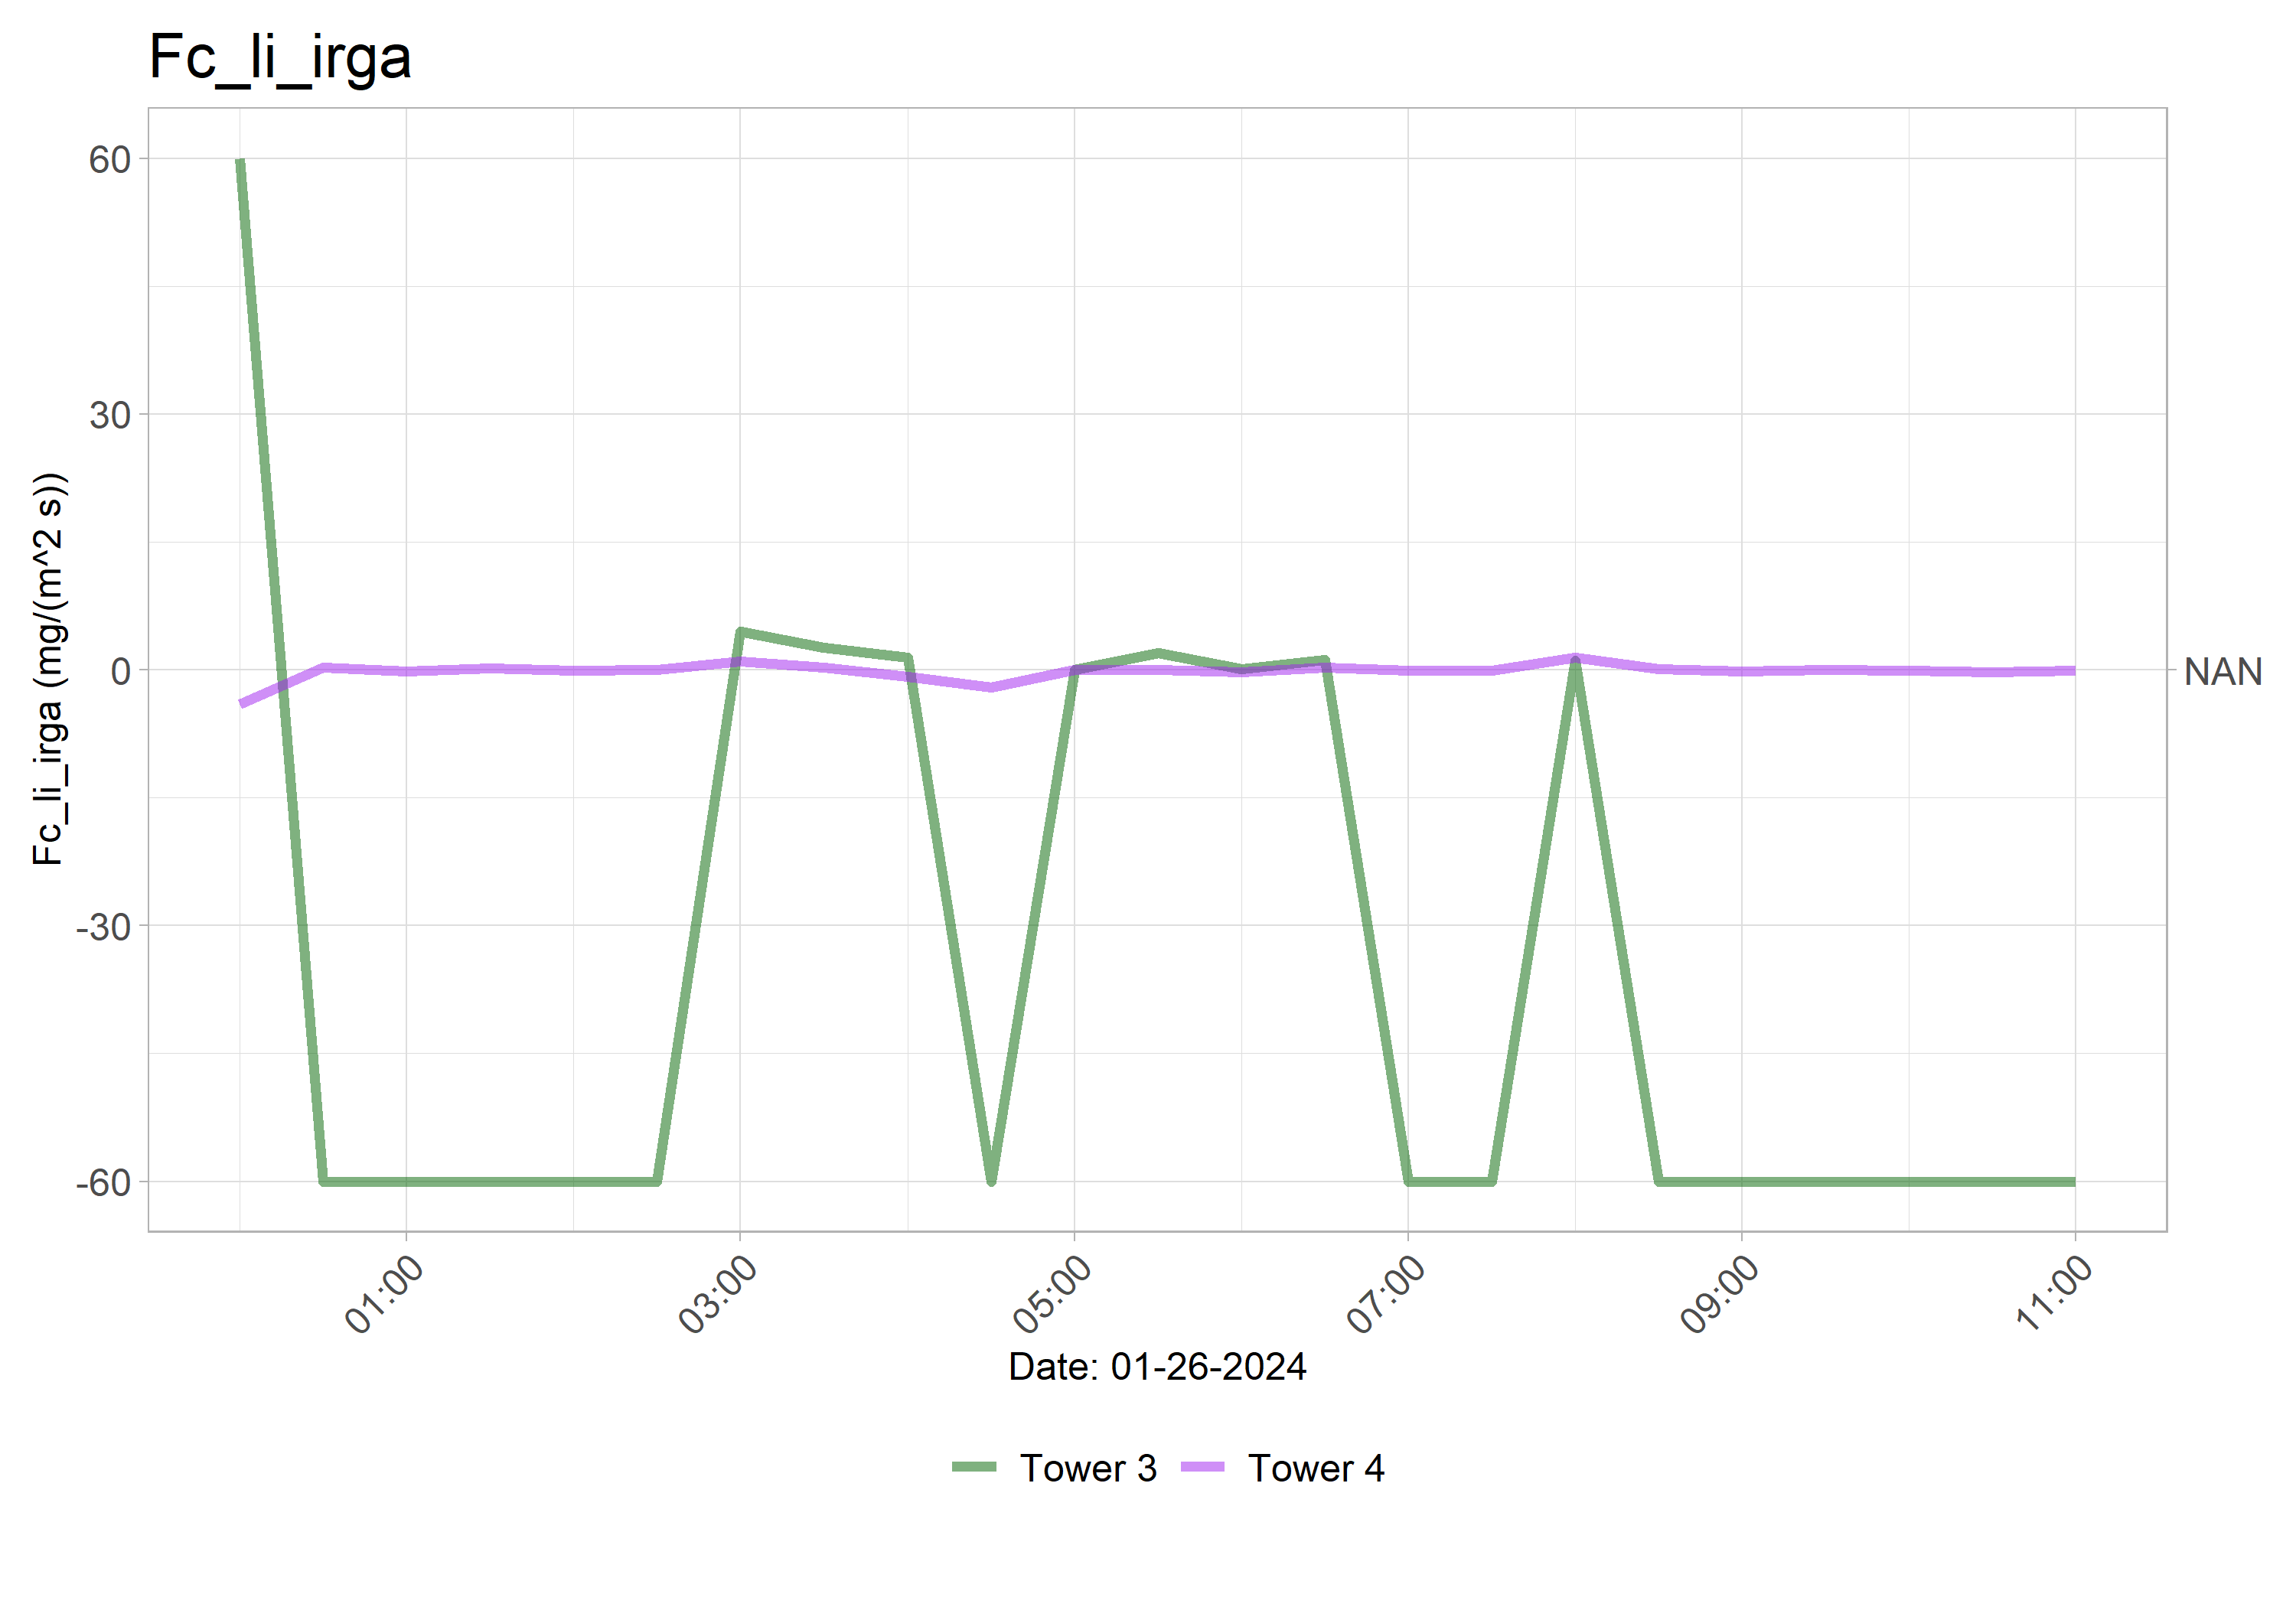 Fc_li_irga
Fc_li_irga (mg/(m^2 s))
60
30
0
-30
-60
NAN
01:00
03:00
05:00
07:00
09:00
11:00
Date: 01-26-2024
Tower 3
Tower 4